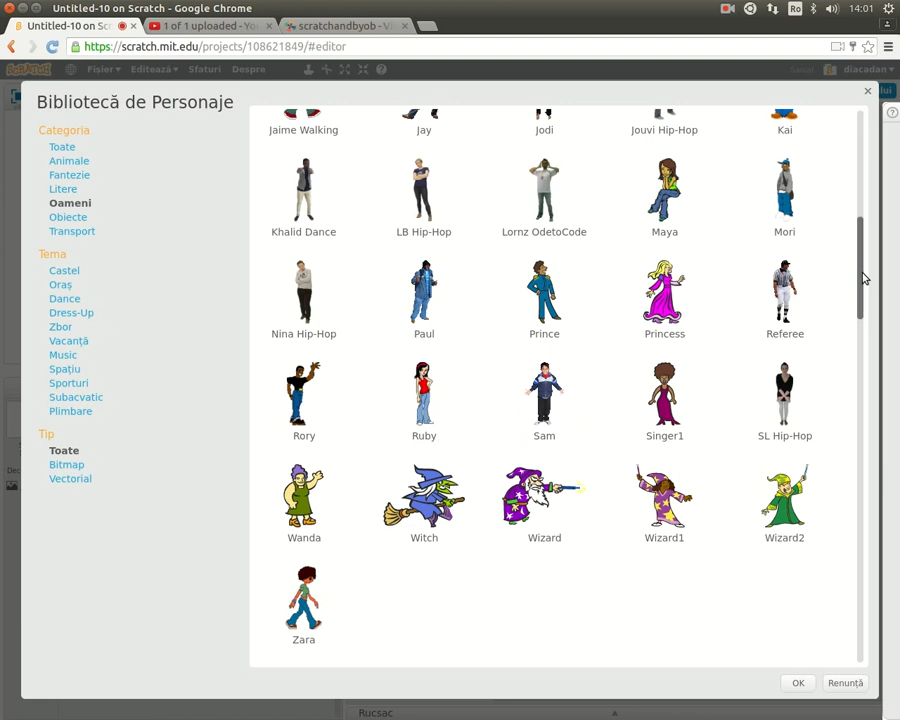 Untitled-10 on Scratch - Google Chrome
Ro
14:01
Untitled-10 on Sc
1 of 1 uploaded - Yo
scratchandbyob - Vi
https://scratch.mit.edu/projects/108621849/#editor
SCRATCH
Fișier
Editează
Sfaturi
Despre
diacadan
Bibliotecă de Personaje
Categoria
Toate
Animale
Fantezie
Litere
Oameni
Obiecte
Transport
Tema
Castel
Oraș
Dance
Dress-Up
Zbor
Vacanță
Music
Spațiu
Sporturi
Subacvatic
Plimbare
Tip
Toate
Bitmap
Vectorial
Jaime Walking
Jay
Jodi
Jouvi Hip-Hop
Kai
Khalid Dance
LB Hip-Hop
Lornz OdetoCode
Maya
Mori
Nina Hip-Hop
Paul
Prince
Princess
Referee
Rory
Ruby
Sam
Singer1
SL Hip-Hop
Wanda
Witch
Wizard
Wizard1
Wizard2
Zara
OK
Renunță
Rucsac